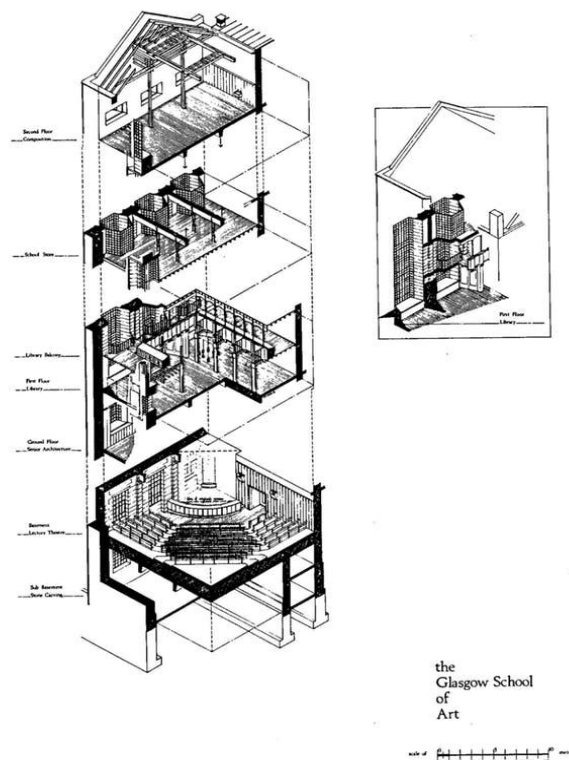 Second Floor
Composition
School Store
Library Balcony
First Floor
Library
Ground Floor
Senior Architecture
Basement
Lecture Theatre
Sub Basement
Stone Carving
First Floor
Library
the
Glasgow School
of
Art
scale of